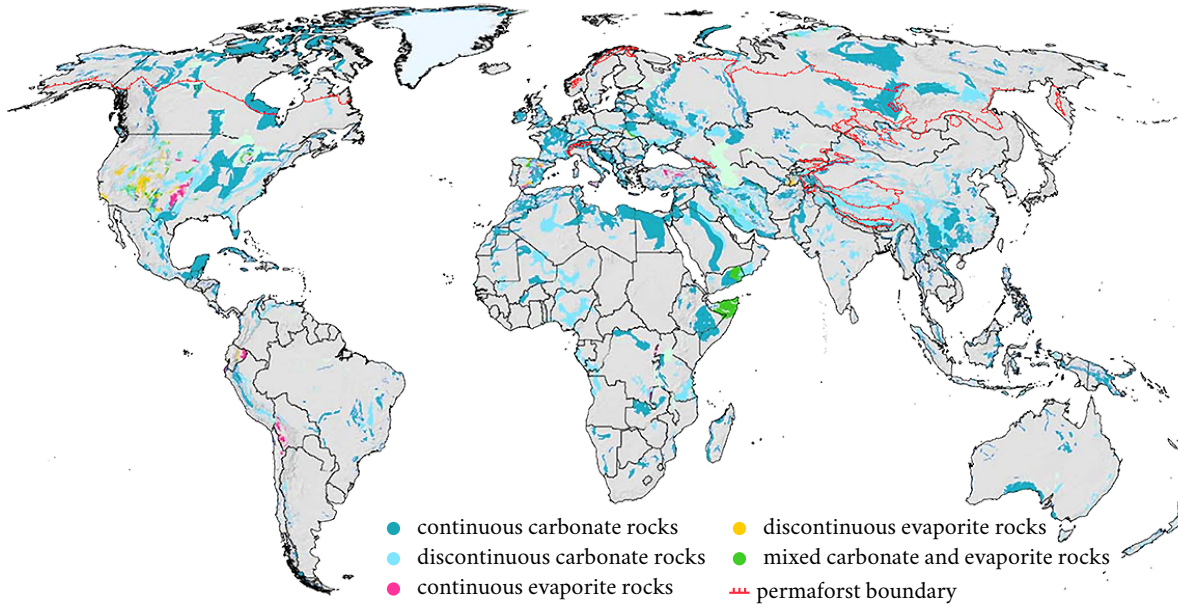 continuous carbonate rocks
discontinuous carbonate rocks
continuous evaporite rocks
discontinuous evaporite rocks
mixed carbonate and evaporite rocks
permaforst boundary